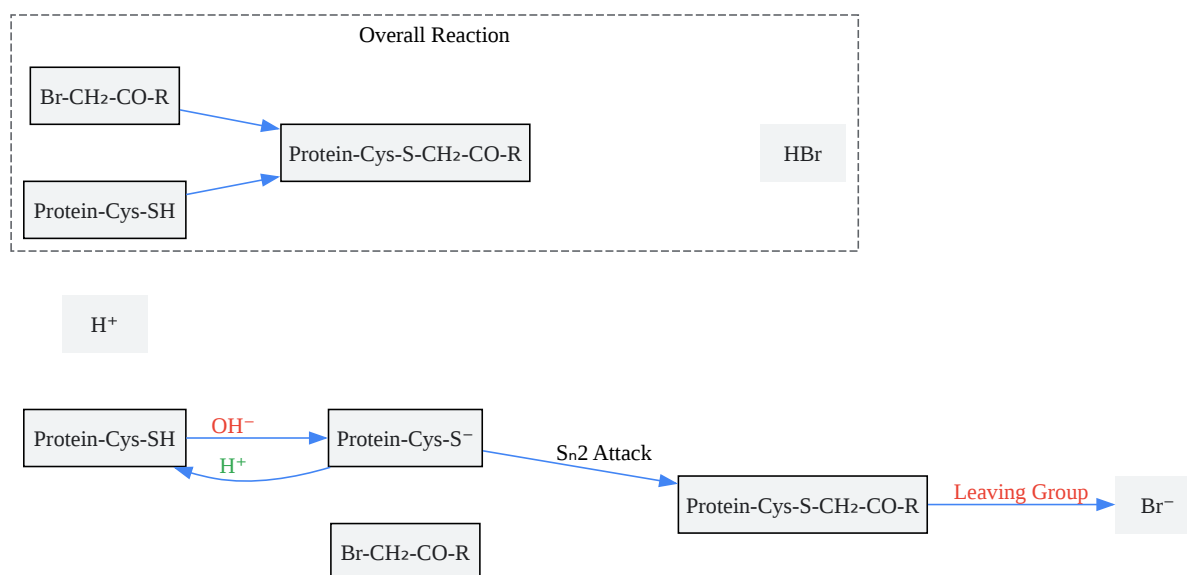 Overall Reaction
Br-CH₂-CO-R
Protein-Cys-S-CH₂-CO-R
HBr
Protein-Cys-SH
H⁺
Protein-Cys-SH
OH⁻
H⁺
Protein-Cys-S⁻
Sₙ2 Attack
Protein-Cys-S-CH₂-CO-R
Leaving Group
Br⁻
Br-CH₂-CO-R